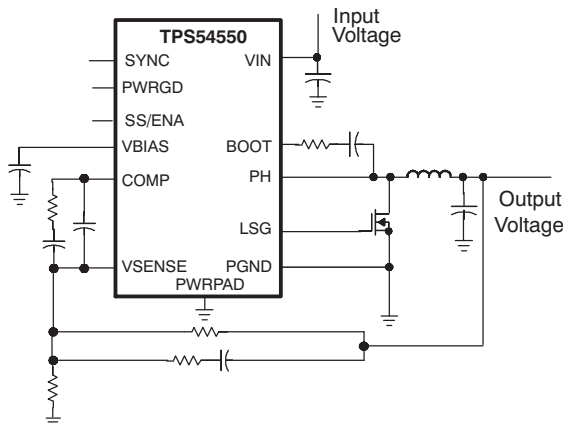 Input
Voltage
TPS54550
SYNC
VIN
PWRGD
SS/ENA
VBIAS
BOOT
COMP
PH
Output
Voltage
LSG
VSENSE
PGND
PWRPAD